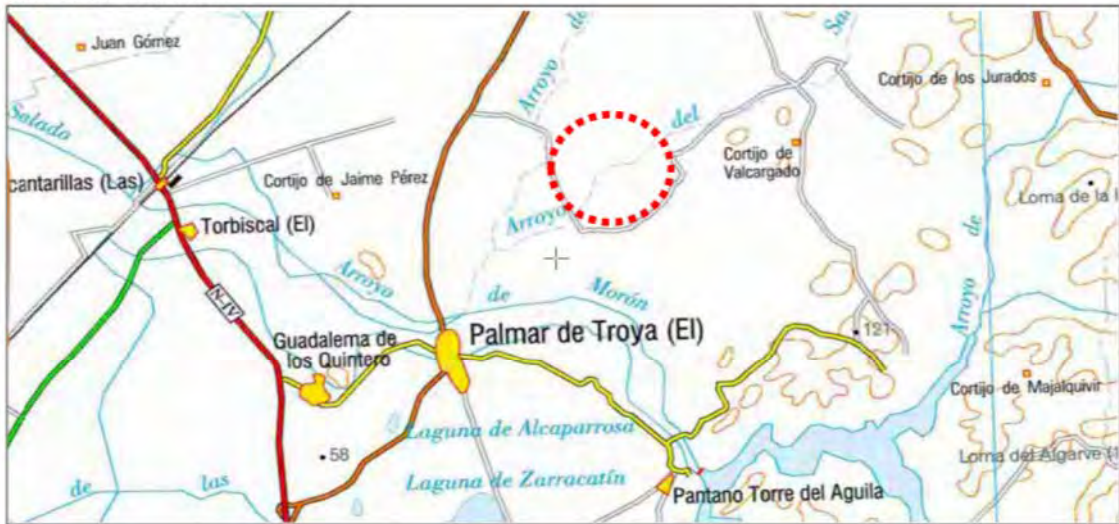 Juan Gómez
Salado
Arroyo
de
Sa
Cortijo de los Jurados
del
cantarillas (Las)
Cortijo de Jaime Pérez
Cortijo de
Valcargado
Loma de la
Torbiscal (El)
Arroyo
de
Arroyo
de
Morón
Arroyo
N-IV
Palmar de Troya (El)
121
Guadalema de
los Quintero
Cortijo de Majalquivir
Laguna de Alcaparrosa
58
Loma del Algarve (1
de
las
Laguna de Zarracatín
Pantano Torre del Aguila